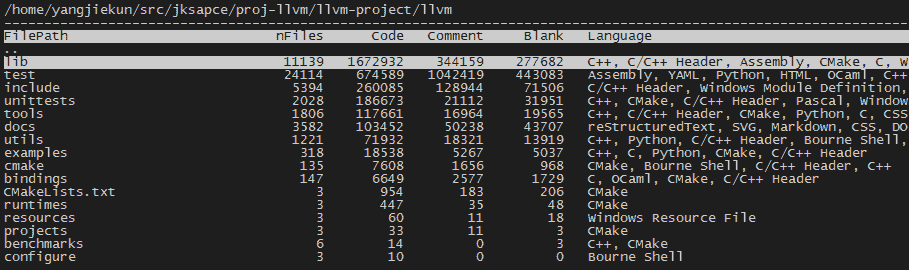 /home/yangjiekun/src/jksapce/proj-llvm/llvm-project/llvm
FilePath nFiles Code Comment Blank Language
..
lib 11139 1672932 344159 277682 C++, C/C++ Header, Assembly, CMake, C, W
test 24114 674589 1042419 443083 Assembly, YAML, Python, HTML, OCaml, C++
include 5394 260085 128944 71506 C/C++ Header, Windows Module Definition,
unittests 2028 186673 21112 31951 C++, CMake, C/C++ Header, Pascal, Window
tools 1806 117661 16964 19565 C++, C/C++ Header, CMake, Python, C, CSS
docs 3582 103452 50238 43707 reStructuredText, SVG, Markdown, CSS, DO
utils 1221 71932 18321 13919 C++, Python, C/C++ Header, Bourne Shell,
examples 318 18538 5267 5037 C++, C, Python, CMake, C/C++ Header
cmake 135 7608 1656 968 CMake, Bourne Shell, C/C++ Header, C++
bindings 147 6649 2577 1729 C, OCaml, CMake, C/C++ Header
CMakeLists.txt 3 954 183 206 CMake
runtimes 3 447 35 48 CMake
resources 3 60 11 18 Windows Resource File
projects 3 33 11 3 CMake
benchmarks 6 14 0 3 C++, CMake
configure 3 10 0 0 Bourne Shell